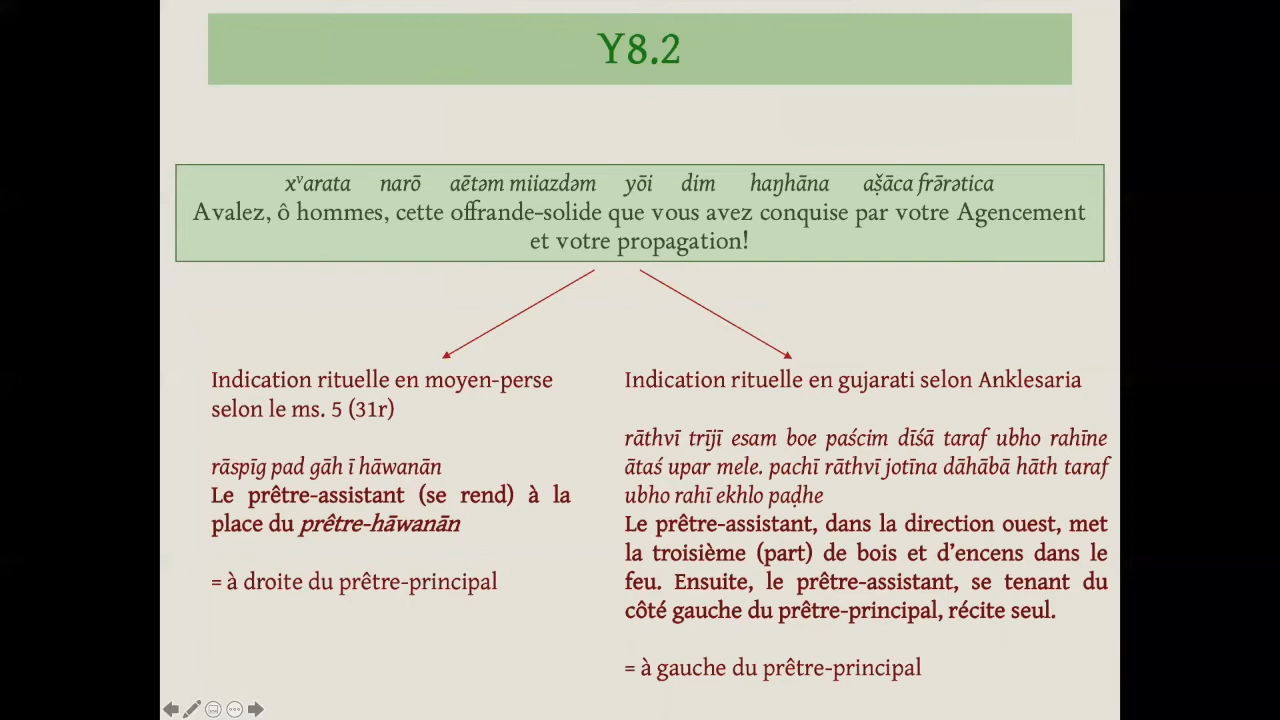 Y8.2
xᵛarata narō aētəm miiazdəm yōi dim haŋhāna aṣ̌āca frə̄rətica
Avalez, ô hommes, cette offrande-solide que vous avez conquise par votre Agencement
et votre propagation!
Indication rituelle en moyen-perse
selon le ms. 5 (31r)
rāspīg pad gāh ī hāwanān
Le prêtre-assistant (se rend) à la
place du prêtre-hāwanān
= à droite du prêtre-principal
Indication rituelle en gujarati selon Anklesaria
rāthvī trījī esam boe paścim dīśā taraf ubho rahīne
ātaś upar mele. pachī rāthvī jotīna dāhābā hāth taraf
ubho rahī ekhlo paḍhe
Le prêtre-assistant, dans la direction ouest, met
la troisième (part) de bois et d’encens dans le
feu. Ensuite, le prêtre-assistant, se tenant du
côté gauche du prêtre-principal, récite seul.
= à gauche du prêtre-principal